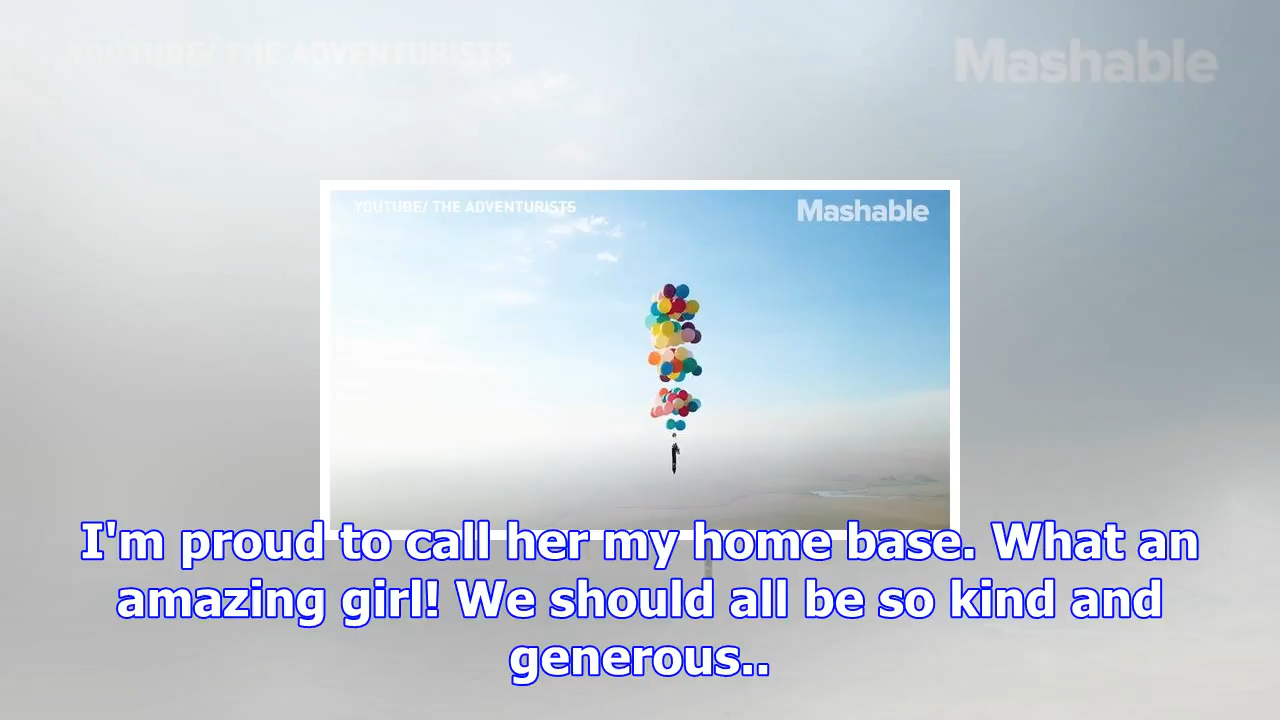 YOUTUBE/ THE ADVENTURISTS
Mashable
YOUTUBE/ THE ADVENTURISTS
Mashable
I'm proud to call her my home base. What an
amazing girl! We should all be so kind and
generous..